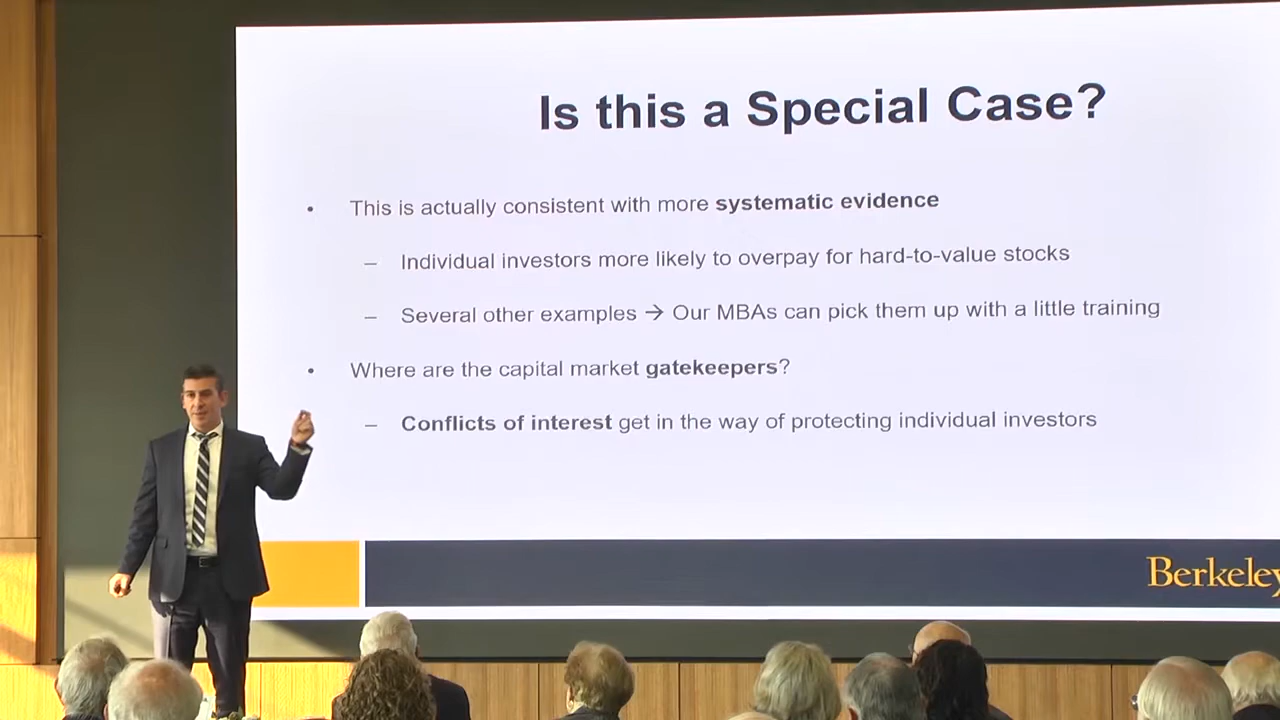 Is this a Special Case?
• This is actually consistent with more systematic evidence
– Individual investors more likely to overpay for hard-to-value stocks
– Several other examples → Our MBAs can pick them up with a little training
• Where are the capital market gatekeepers?
– Conflicts of interest get in the way of protecting individual investors
Berkeley